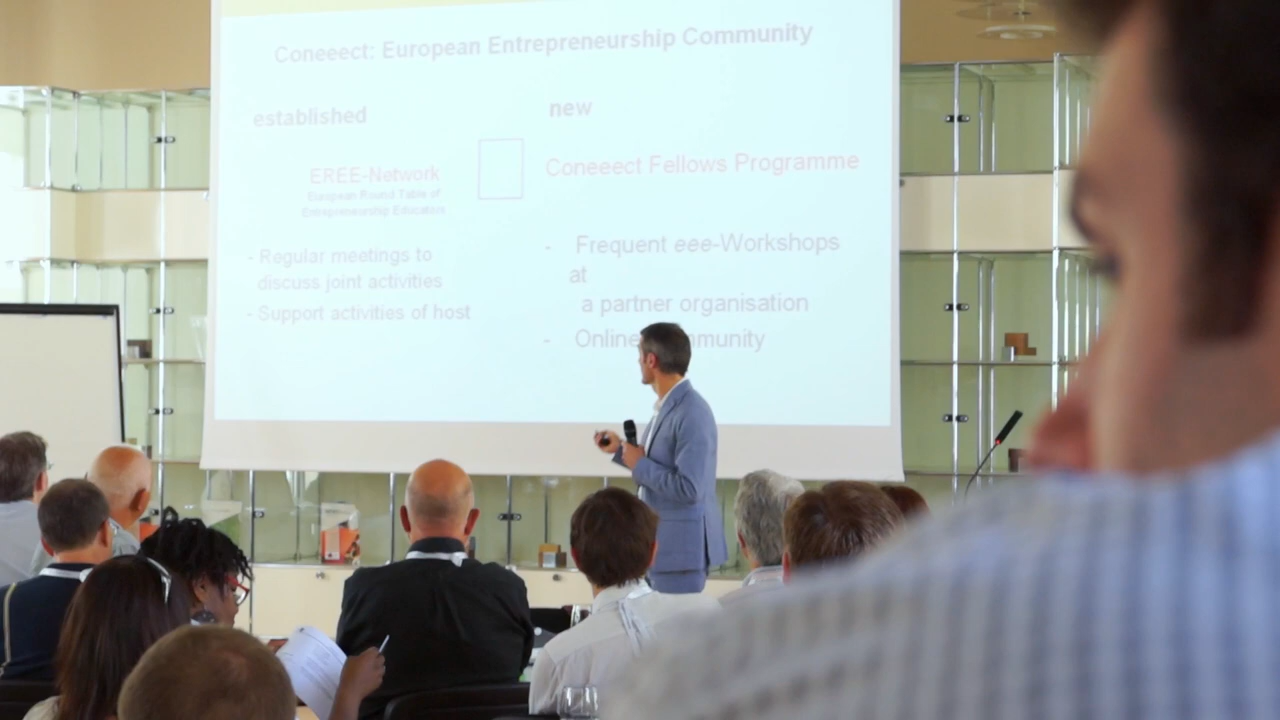 Coneeect: European Entrepreneurship Community
established
new
EREE-Network
European Round Table of
Entrepreneurship Educators
- Regular meetings to
discuss joint activities
- Support activities of host
Coneeect Fellows Programme
- Frequent eee-Workshops
at
a partner organisation
- Online mmunity